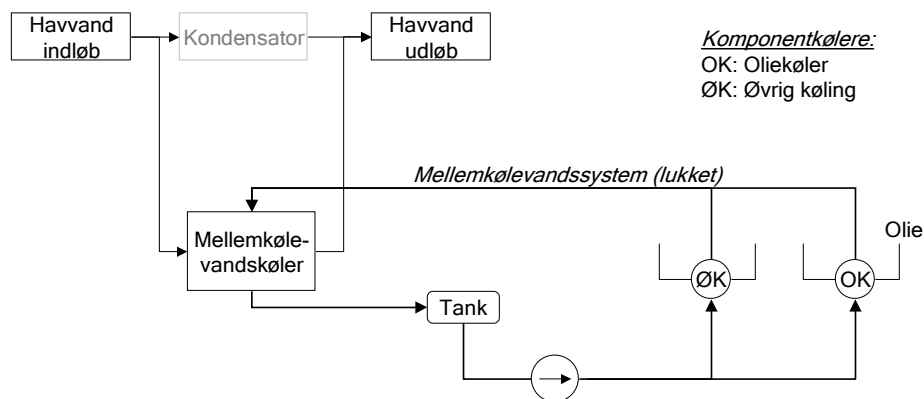 Havvand
indløb
Kondensator
Havvand
udløb
Komponentkølere:
OK: Oliekøler
ØK: Øvrig køling
Mellemkølevandssystem (lukket)
Mellemkøle-
vandskøler
Olie
ØK
OK
Tank